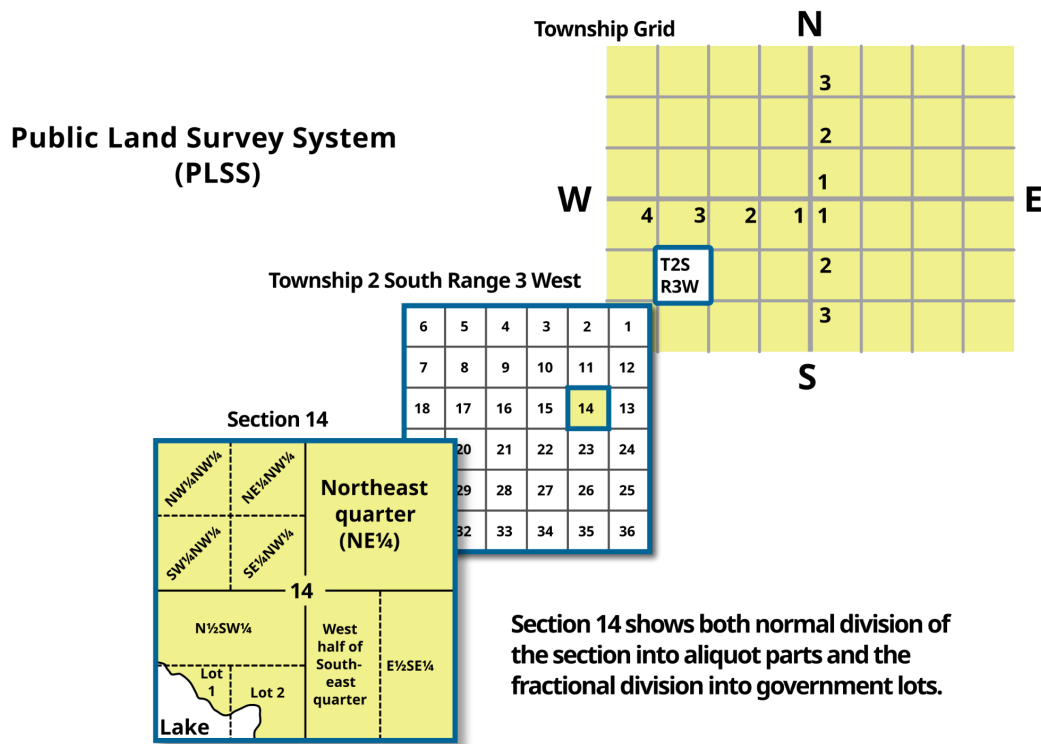 Township Grid
N
Public Land Survey System
(PLSS)
3
2
1
W
E
4 3 2 1 1
T2S
R3W
2
3
S
Township 2 South Range 3 West
6 5 4 3 2 1
7 8 9 10 11 12
18 17 16 15 14 13
20 21 22 23 24
29 28 27 26 25
32 33 34 35 36
Section 14
NW¼NW¼
NE¼NW¼
SW¼NW¼
SE¼NW¼
Northeast
quarter
(NE¼)
14
N½SW¼
West
half of
South-
east
quarter
E½SE¼
Lot
1
Lot 2
Lake
Section 14 shows both normal division of
the section into aliquot parts and the
fractional division into government lots.